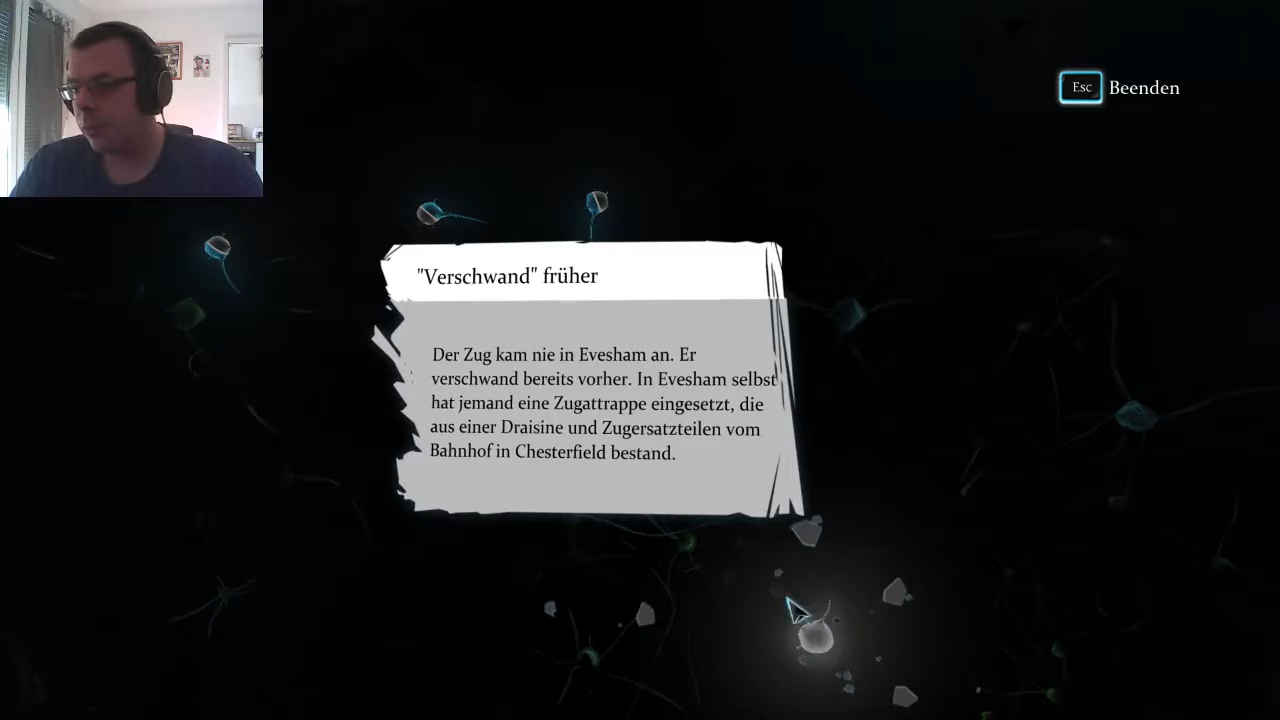 Esc Beenden
"Verschwand" früher
Der Zug kam nie in Evesham an. Er
verschwand bereits vorher. In Evesham selbst
hat jemand eine Zugattrappe eingesetzt, die
aus einer Draisine und Zugersatzteilen vom
Bahnhof in Chesterfield bestand.